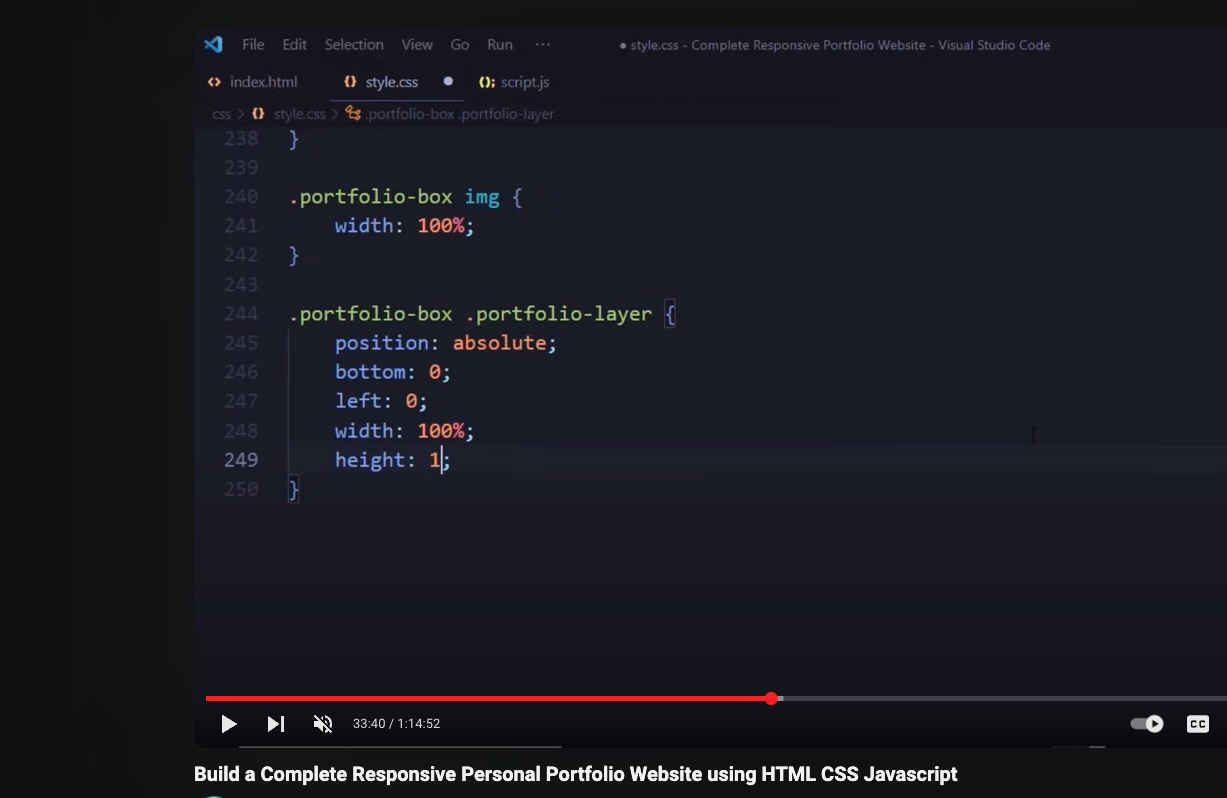 File Edit Selection View Go Run ··· ● style.css - Complete Responsive Portfolio Website - Visual Studio Code
<> index.html {} style.css ● (); script.js
css > {} style.css > .portfolio-box .portfolio-layer
238 }
239
240 .portfolio-box img {
241 width: 100%;
242 }
243
244 .portfolio-box .portfolio-layer {
245 position: absolute;
246 bottom: 0;
247 left: 0;
248 width: 100%;
249 height: 1;
250 }
33:40 / 1:14:52 CC
Build a Complete Responsive Personal Portfolio Website using HTML CSS Javascript